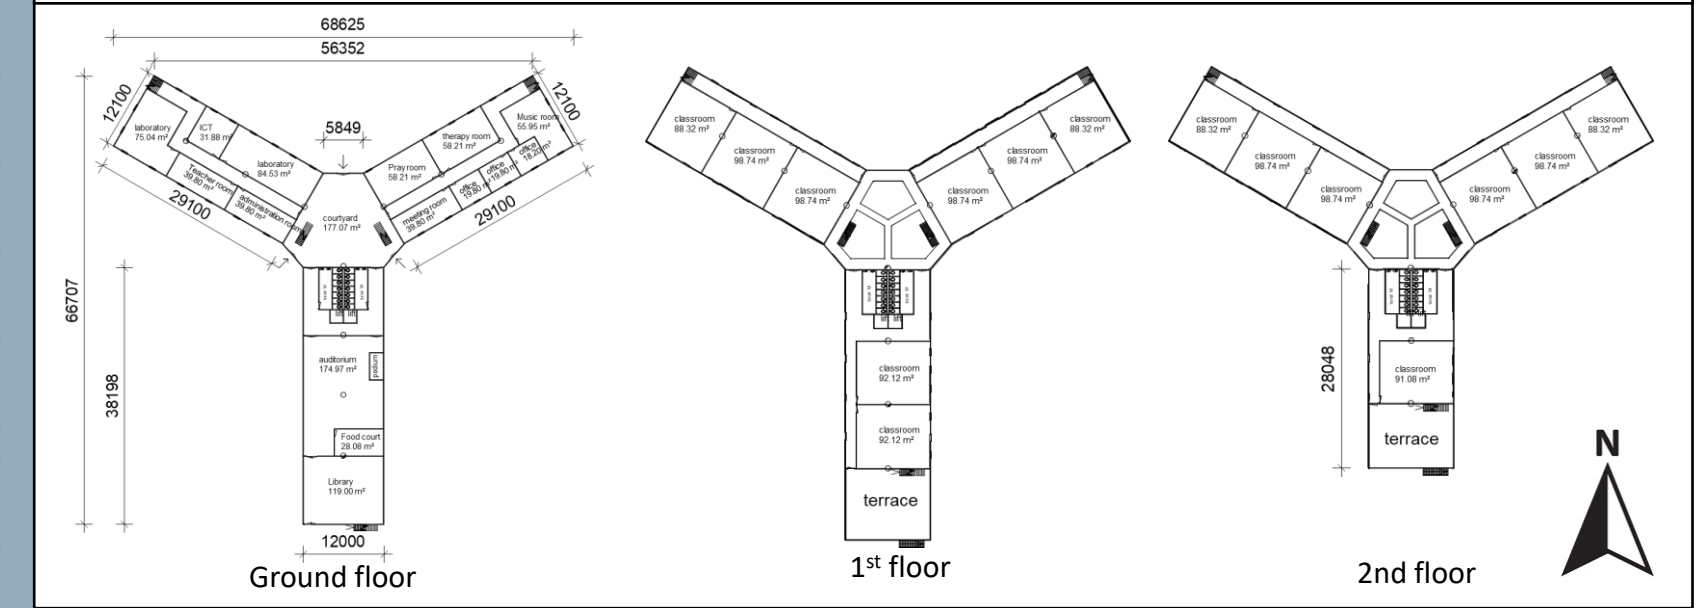 68625
56352
12100
12100
5849
laboratory
75.04 m²
ICT
31.88 m²
laboratory
84.53 m²
Teacher room
39.80 m²
administration room
39.80 m²
29100
Music room
55.95 m²
therapy room
58.21 m²
Pray room
58.21 m²
office
18.20 m²
office
19.80 m²
office
19.80 m²
meeting room
39.80 m²
29100
courtyard
177.07 m²
66707
38198
auditorium
174.97 m²
podium
Food court
28.08 m²
Library
119.00 m²
12000
Ground floor
classroom
88.32 m²
classroom
98.74 m²
classroom
98.74 m²
classroom
98.74 m²
classroom
98.74 m²
classroom
88.32 m²
classroom
92.12 m²
classroom
92.12 m²
terrace
1st floor
classroom
88.32 m²
classroom
98.74 m²
classroom
98.74 m²
classroom
98.74 m²
classroom
98.74 m²
classroom
88.32 m²
28048
classroom
91.08 m²
terrace
2nd floor
N